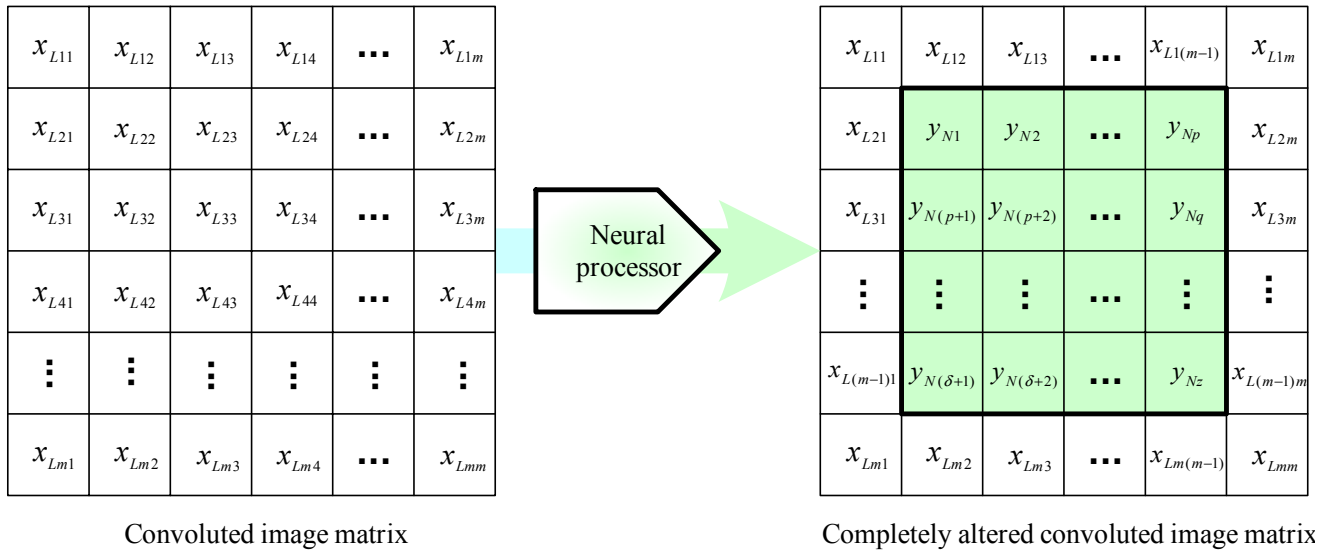 x_{L11} x_{L12} x_{L13} x_{L14} ... x_{L1m}
x_{L21} x_{L22} x_{L23} x_{L24} ... x_{L2m}
x_{L31} x_{L32} x_{L33} x_{L34} ... x_{L3m}
x_{L41} x_{L42} x_{L43} x_{L44} ... x_{L4m}
⋮ ⋮ ⋮ ⋮ ⋮ ⋮
x_{Lm1} x_{Lm2} x_{Lm3} x_{Lm4} ... x_{Lmm}
Convoluted image matrix
Neural
processor
x_{L11} x_{L12} x_{L13} ... x_{L1(m−1)} x_{L1m}
x_{L21} y_{N1} y_{N2} ... y_{Np} x_{L2m}
x_{L31} y_{N(p+1)} y_{N(p+2)} ... y_{Nq} x_{L3m}
⋮ ⋮ ⋮ ... ⋮ ⋮
x_{L(m−1)1} y_{N(δ+1)} y_{N(δ+2)} ... y_{Nz} x_{L(m−1)m}
x_{Lm1} x_{Lm2} x_{Lm3} ... x_{Lm(m−1)} x_{Lmm}
Completely altered convoluted image matrix